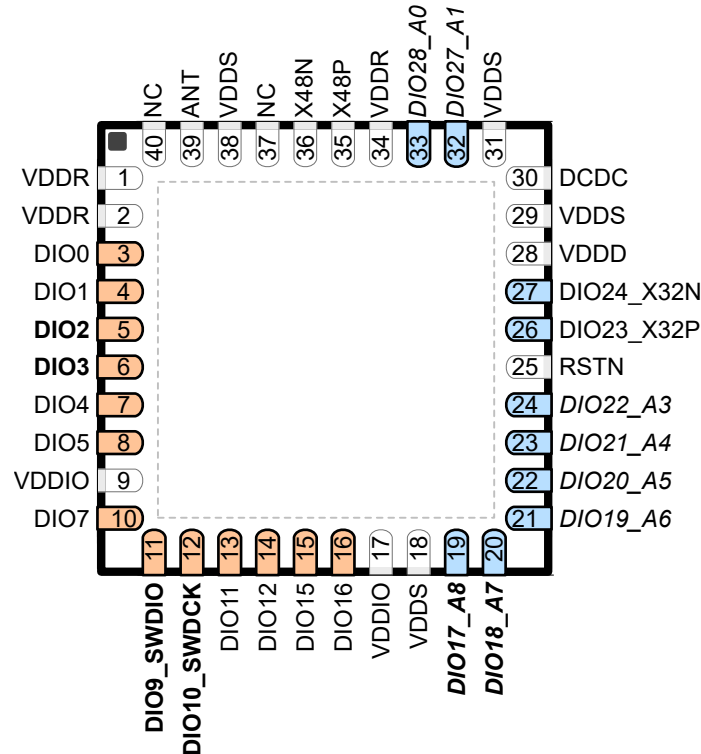 NC
ANT
VDDS
NC
X48N
X48P
VDDR
DIO28_A0
DIO27_A1
VDDS
40
39
38
37
36
35
34
33
32
31
VDDR 1
VDDR 2
DIO0 3
DIO1 4
DIO2 5
DIO3 6
DIO4 7
DIO5 8
VDDIO 9
DIO7 10
30 DCDC
29 VDDS
28 VDDD
27 DIO24_X32N
26 DIO23_X32P
25 RSTN
24 DIO22_A3
23 DIO21_A4
22 DIO20_A5
21 DIO19_A6
11
12
13
14
15
16
17
18
19
20
DIO9_SWDIO
DIO10_SWDCK
DIO11
DIO12
DIO15
DIO16
VDDIO
VDDS
DIO17_A8
DIO18_A7